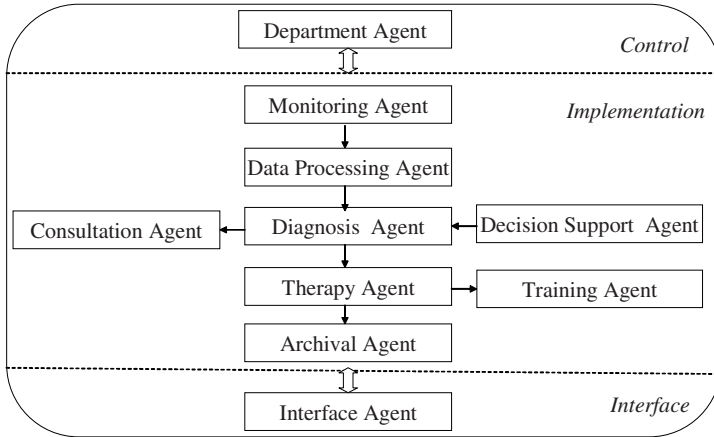 Department Agent
Control
Monitoring Agent
Implementation
Data Processing Agent
Consultation Agent
Diagnosis Agent
Decision Support Agent
Therapy Agent
Training Agent
Archival Agent
Interface Agent
Interface